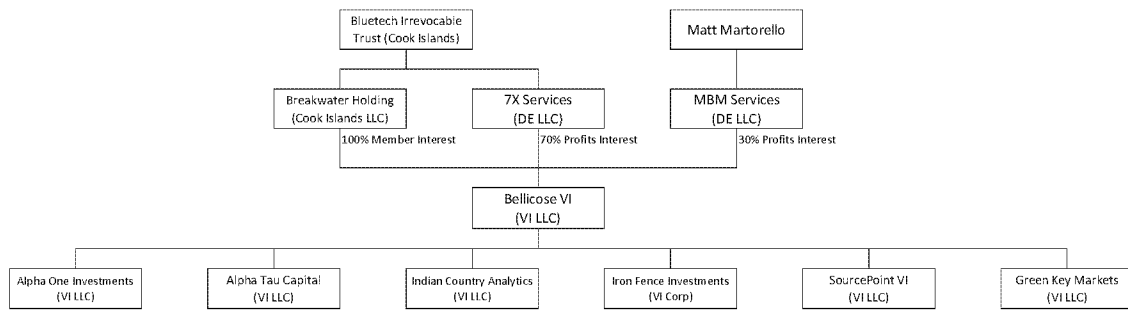 Bluetech Irrevocable
Trust (Cook Islands)
Matt Martorello
Breakwater Holding
(Cook Islands LLC)
7X Services
(DE LLC)
MBM Services
(DE LLC)
100% Member Interest
70% Profits Interest
30% Profits Interest
Bellicose VI
(VI LLC)
Alpha One Investments
(VI LLC)
Alpha Tau Capital
(VI LLC)
Indian Country Analytics
(VI LLC)
Iron Fence Investments
(VI Corp)
SourcePoint VI
(VI LLC)
Green Key Markets
(VI LLC)